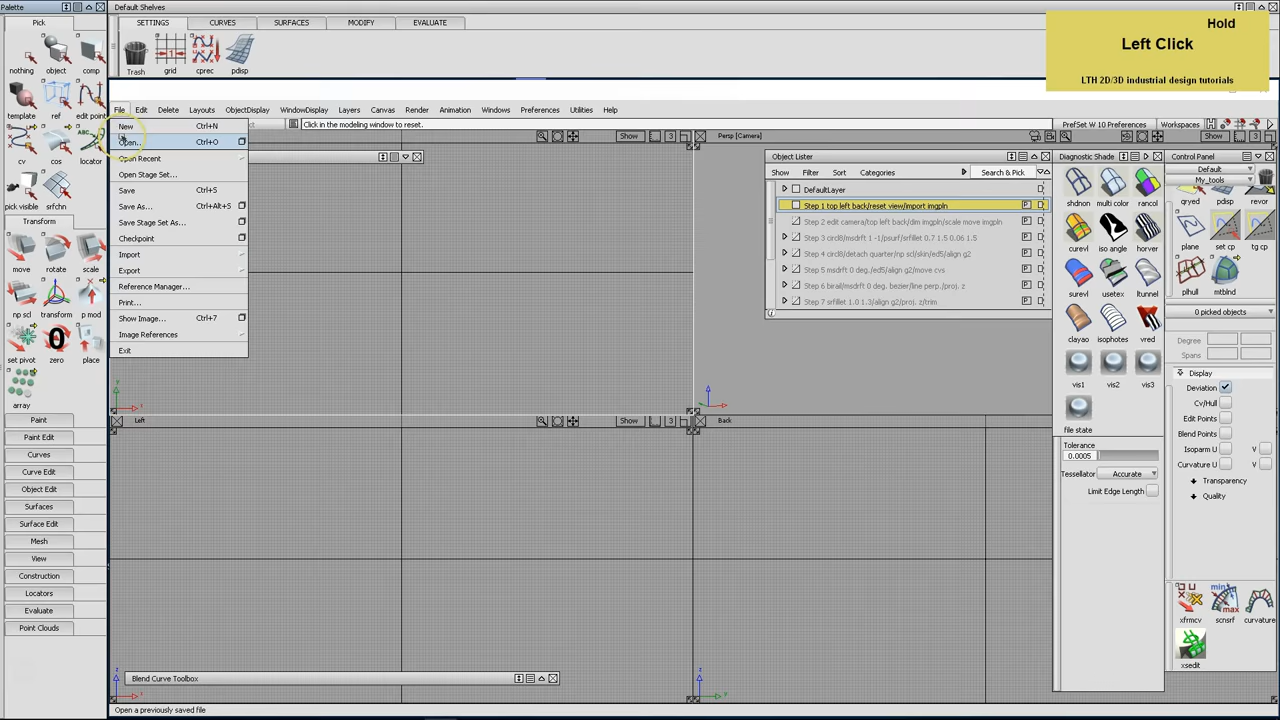 Palette
Default Shelves
Hold
Left Click
LTH 2D/3D industrial design tutorials
Pick
SETTINGS
CURVES
SURFACES
MODIFY
EVALUATE
nothing
object
comp
Trash
grid
cprec
pdisp
template
ref
edit point
cv
cos
locator
pick visible
srfchn
File
Edit
Delete
Layouts
ObjectDisplay
WindowDisplay
Layers
Canvas
Render
Animation
Windows
Preferences
Utilities
Help
Click in the modeling window to reset.
PrefSet W 10 Preferences
Workspaces
New Ctrl+N
Open... Ctrl+O
Open Recent
Open Stage Set...
Save Ctrl+S
Save As... Ctrl+Alt+S
Save Stage Set As...
Checkpoint
Import
Export
Reference Manager...
Print...
Show Image... Ctrl+7
Image References
Exit
Show
3
Persp [Camera]
Show
3
Object Lister
Show
Filter
Sort
Categories
Search & Pick
DefaultLayer
Step 1 top left back/reset view/import imgpln
Step 2 edit camera/top left back/dim imgpln/scale move imgpln
Step 3 circl8/msdrft 1 -1/psurf/srfillet 0.7 1.5 0.06 1.5
Step 4 circl8/detach quarter/np scl/skin/ed5/align g2
Step 5 msdrft 0 deg./ed5/align g2/move cvs
Step 6 birail/msdrft 0 deg. bezier/line perp./proj. z
Step 7 srfillet 1.0 1.3/align g2/proj. z/trim
Diagnostic Shade
shdnon
multi color
rancol
curevl
iso angle
horver
surevl
usetex
ltunnel
clayao
isophotes
vred
vis1
vis2
vis3
file state
Tolerance
0.0005
Tessellator
Accurate
Limit Edge Length
Control Panel
Default
My_tools
qryed
pdisp
import
plane
set cp
tg cp
plhull
mtblnd
0 picked objects
Degree
Spans
Display
Deviation
Cv/Hull
Edit Points
Blend Points
Isoparm U
V
Curvature U
V
Transparency
Quality
xfrmcv
scnsrf
curvature
xsedit
Transform
move
rotate
scale
np scl
transform
p mod
set pivot
zero
place
array
Paint
Paint Edit
Curves
Curve Edit
Object Edit
Surfaces
Surface Edit
Mesh
View
Construction
Locators
Evaluate
Point Clouds
Left
Show
3
Back
Blend Curve Toolbox
Open a previously saved file